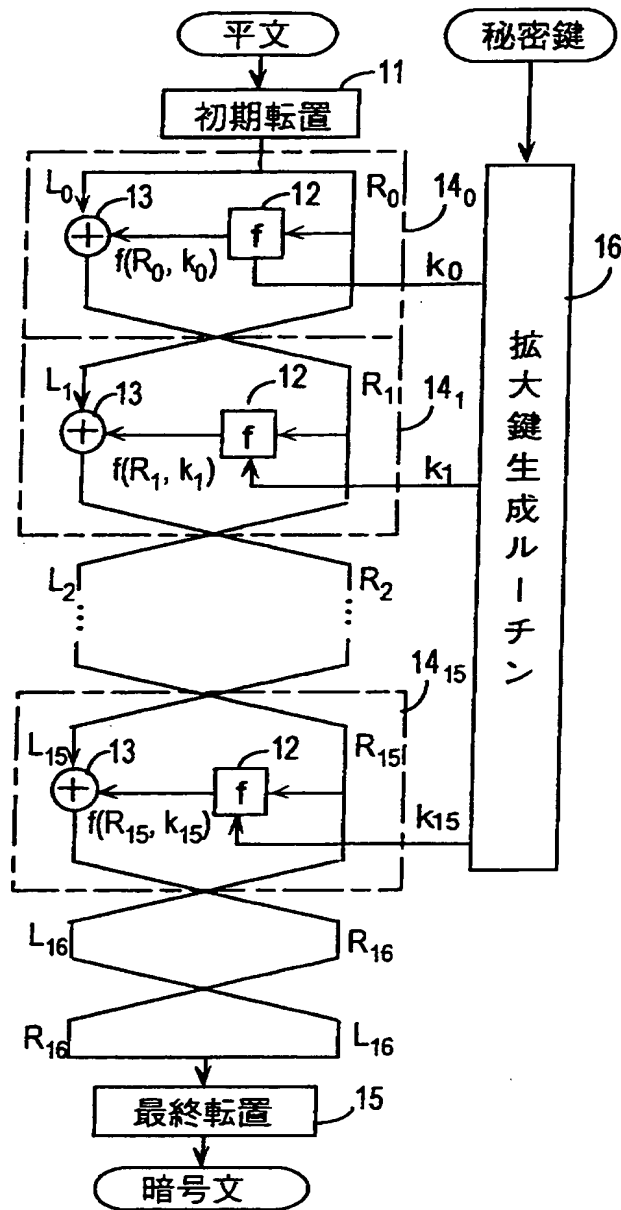 平文
秘密鍵
11
初期転置
L₀
13
12
R₀
14₀
f
f(R₀, k₀)
k₀
16
拡大鍵生成ルーチン
L₁
13
12
R₁
14₁
f
f(R₁, k₁)
k₁
L₂
R₂
14₁₅
L₁₅
13
12
R₁₅
f
f(R₁₅, k₁₅)
k₁₅
L₁₆
R₁₆
R₁₆
L₁₆
最終転置
15
暗号文